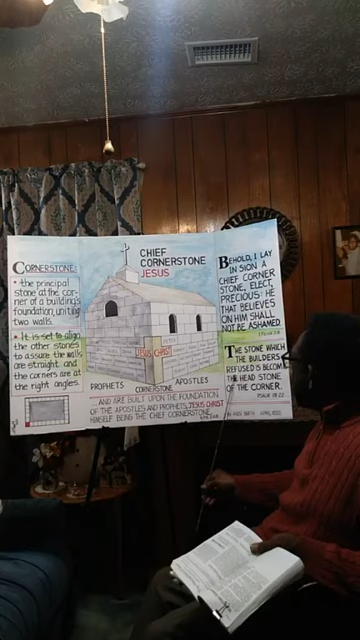 CHIEF
CORNERSTONE
JESUS
CORNERSTONE:
• the principal
stone at the cor-
ner of a building's
foundation, uniting
two walls.
• It is set to align
the other stones
to assure the walls
are straight and
the corners are at
the right angles.
JESUS CHRIST
PROPHETS
CORNERSTONE
APOSTLES
AND ARE BUILT UPON THE FOUNDATION
OF THE APOSTLES AND PROPHETS, JESUS CHRIST
HIMSELF BEING THE CHIEF CORNERSTONE.
BEHOLD, I LAY
IN SION A
CHIEF CORNER
STONE, ELECT,
PRECIOUS: HE
THAT BELIEVES
ON HIM SHALL
NOT BE ASHAMED.
THE STONE WHICH
THE BUILDERS
REFUSED IS BECOME
THE HEAD STONE
OF THE CORNER.